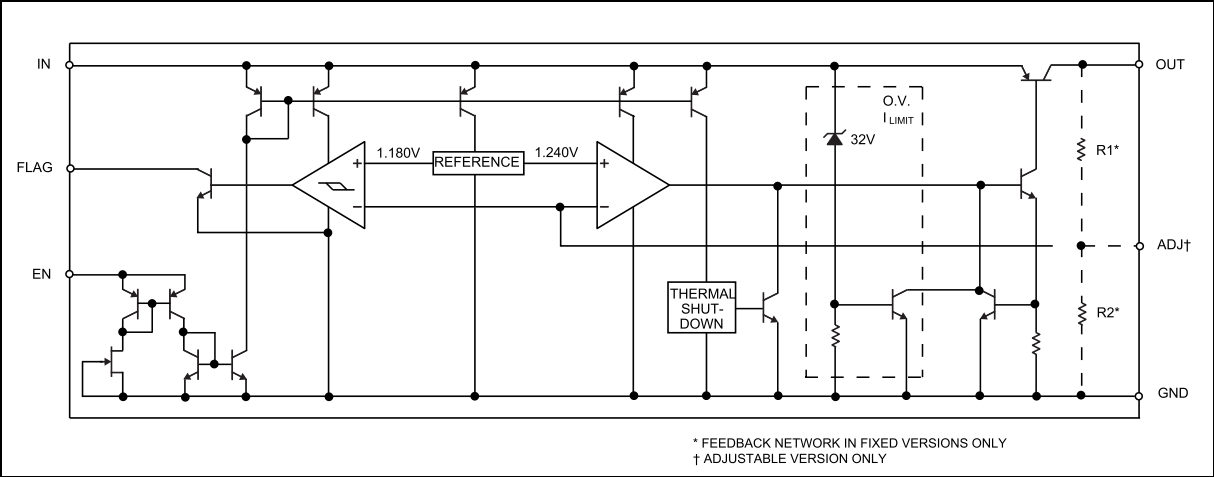 IN
OUT
O.V.
I LIMIT
32V
1.180V
REFERENCE
1.240V
+
+
R1*
FLAG
−
−
ADJ†
EN
THERMAL
SHUT-
DOWN
R2*
GND
* FEEDBACK NETWORK IN FIXED VERSIONS ONLY
† ADJUSTABLE VERSION ONLY